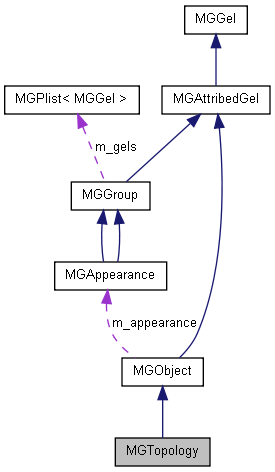 MGGel
MGPlist< MGGel >
MGAttribedGel
m_gels
MGGroup
MGAppearance
m_appearance
MGObject
MGTopology